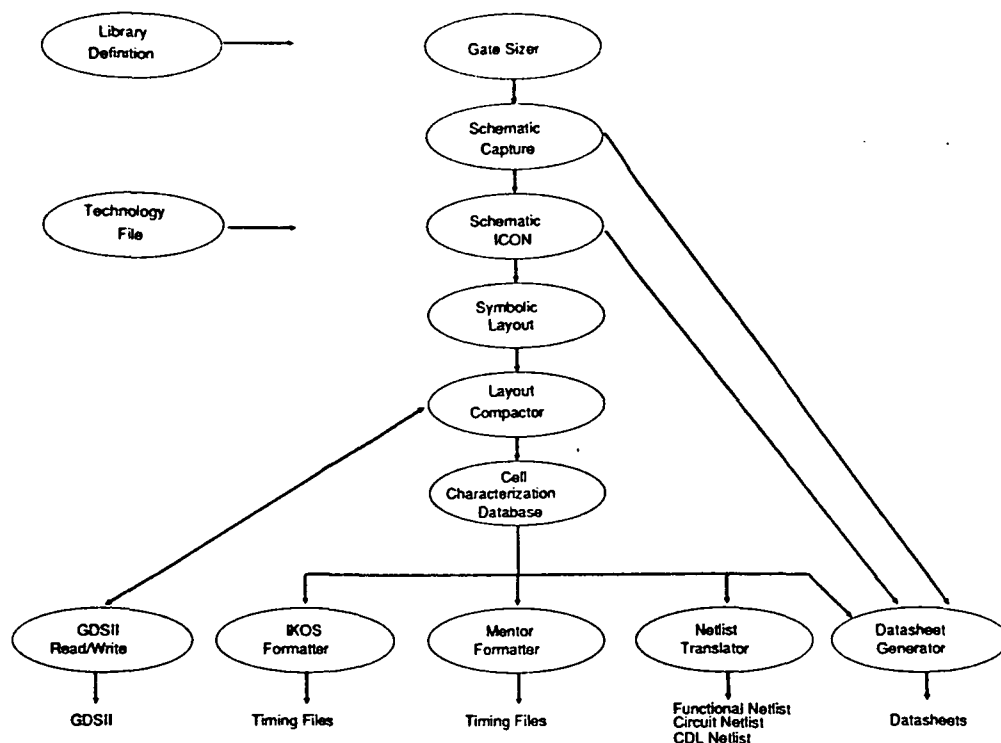 Library
Definition
Gate Sizer
Schematic
Capture
Technology
File
Schematic
ICON
Symbolic
Layout
Layout
Compactor
Cell
Characterization
Database
GDSII
Read/Write
IKOS
Formatter
Mentor
Formatter
Netlist
Translator
Datasheet
Generator
GDSII
Timing Files
Timing Files
Functional Netlist
Circuit Netlist
CDL Netlist
Datasheets